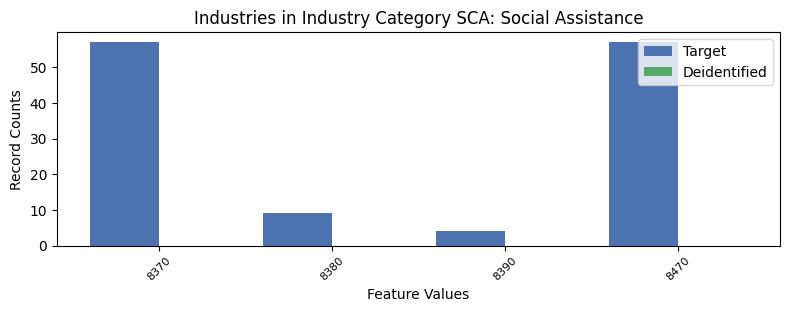 Industries in Industry Category SCA: Social Assistance
Target
Deidentified
Record Counts
50
40
30
20
10
0
8370
8380
8390
8470
Feature Values